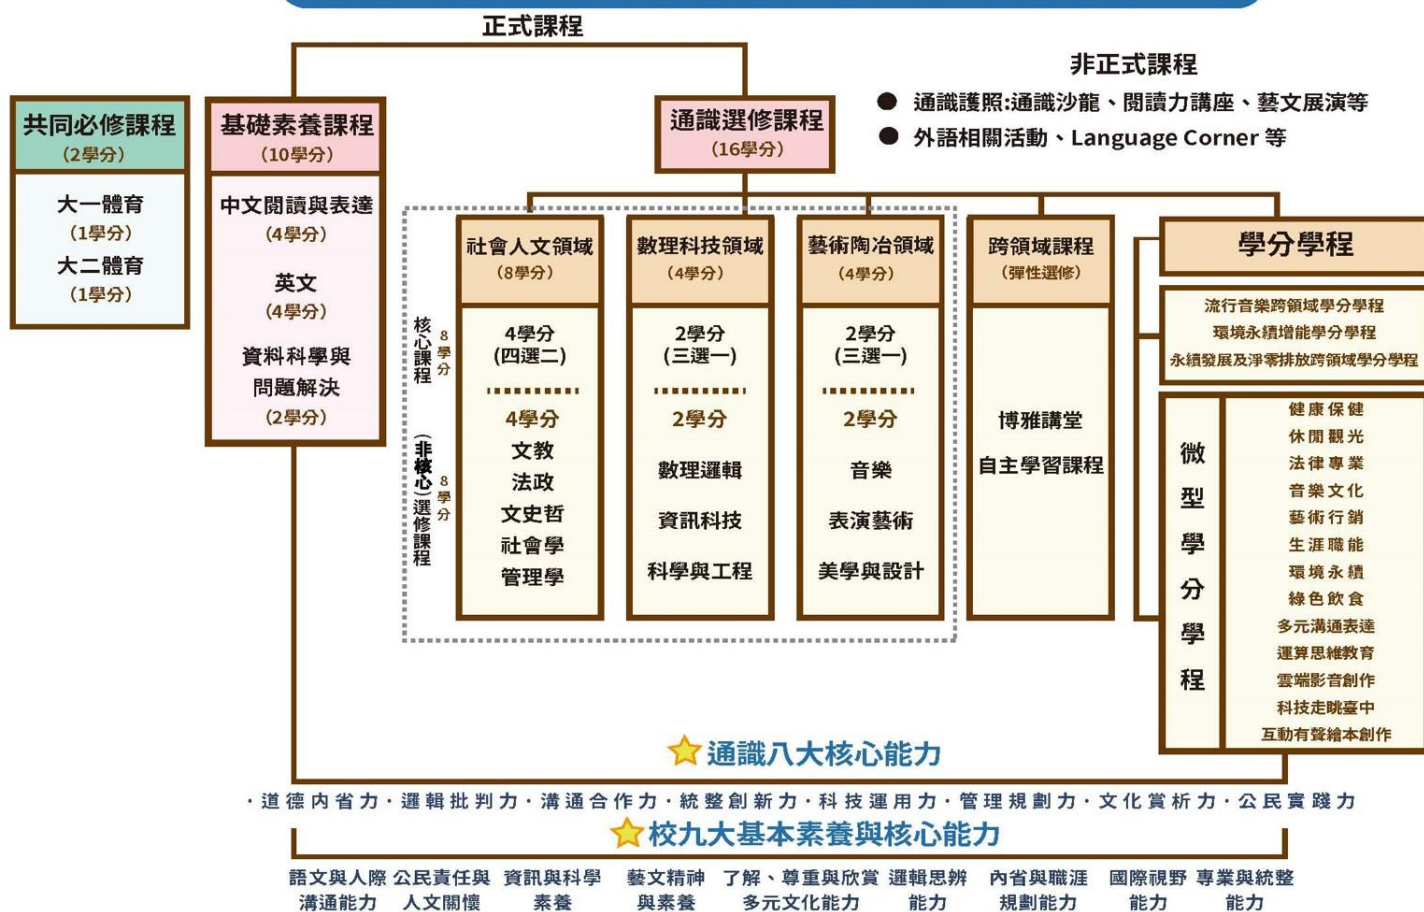 正式課程
非正式課程
● 通識護照:通識沙龍、閱讀力講座、藝文展演等
● 外語相關活動、Language Corner 等
共同必修課程
(2學分)
大一體育
(1學分)
大二體育
(1學分)
基礎素養課程
(10學分)
中文閱讀與表達
(4學分)
英文
(4學分)
資料科學與
問題解決
(2學分)
通識選修課程
(16學分)
核心課程
8學分
(非核心)選修課程
8學分
社會人文領域
(8學分)
4學分
(四選二)
4學分
文教
法政
文史哲
社會學
管理學
數理科技領域
(4學分)
2學分
(三選一)
2學分
數理邏輯
資訊科技
科學與工程
藝術陶冶領域
(4學分)
2學分
(三選一)
2學分
音樂
表演藝術
美學與設計
跨領域課程
(彈性選修)
博雅講堂
自主學習課程
學分學程
流行音樂跨領域學分學程
環境永續增能學分學程
永續發展及淨零排放跨領域學分學程
微型學分學程
健康保健
休閒觀光
法律專業
音樂文化
藝術行銷
生涯職能
環境永續
綠色飲食
多元溝通表達
運算思維教育
雲端影音創作
科技走眺臺中
互動有聲繪本創作
通識八大核心能力
·道德內省力·邏輯批判力·溝通合作力·統整創新力·科技運用力·管理規劃力·文化賞析力·公民實踐力
校九大基本素養與核心能力
語文與人際
溝通能力
公民責任與
人文關懷
資訊與科學
素養
藝文精神
與素養
了解、尊重與欣賞
多元文化能力
邏輯思辨
能力
內省與職涯
規劃能力
國際視野
能力
專業與統整
能力